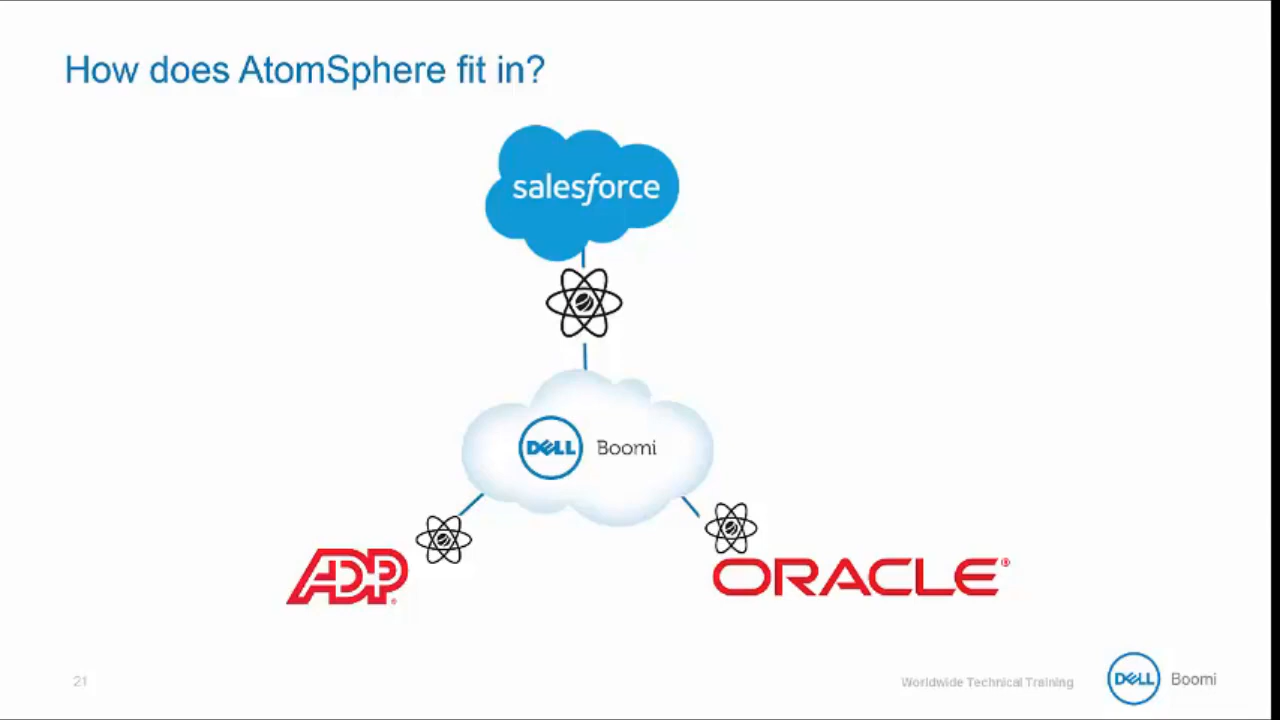 How does AtomSphere fit in?
salesforce
DELL Boomi
ADP®
ORACLE®
21
Worldwide Technical Training
DELL Boomi